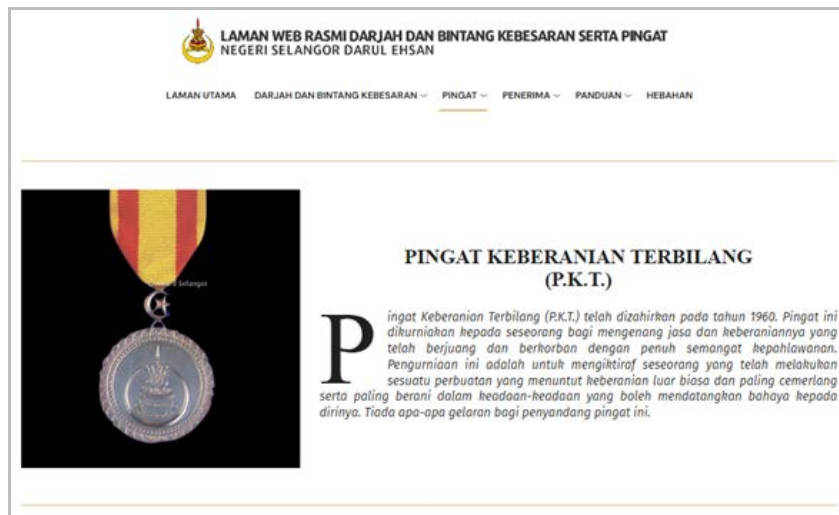 LAMAN WEB RASMI DARJAH DAN BINTANG KEBESARAN SERTA PINGAT
NEGERI SELANGOR DARUL EHSAN
LAMAN UTAMA DARJAH DAN BINTANG KEBESARAN PINGAT PENERIMA PANDUAN HEBAHAN
Selangor
PINGAT KEBERANIAN TERBILANG
(P.K.T.)
Pingat Keberanian Terbilang (P.K.T.) telah dizahirkan pada tahun 1960. Pingat ini
dikurniakan kepada seseorang bagi mengenang jasa dan keberaniannya yang
telah berjuang dan berkorban dengan penuh semangat kepahlawanan.
Pengurniaan ini adalah untuk mengiktiraf seseorang yang telah melakukan
sesuatu perbuatan yang menuntut keberanian luar biasa dan paling cemerlang
serta paling berani dalam keadaan-keadaan yang boleh mendatangkan bahaya kepada
dirinya. Tiada apa-apa gelaran bagi penyandang pingat ini.